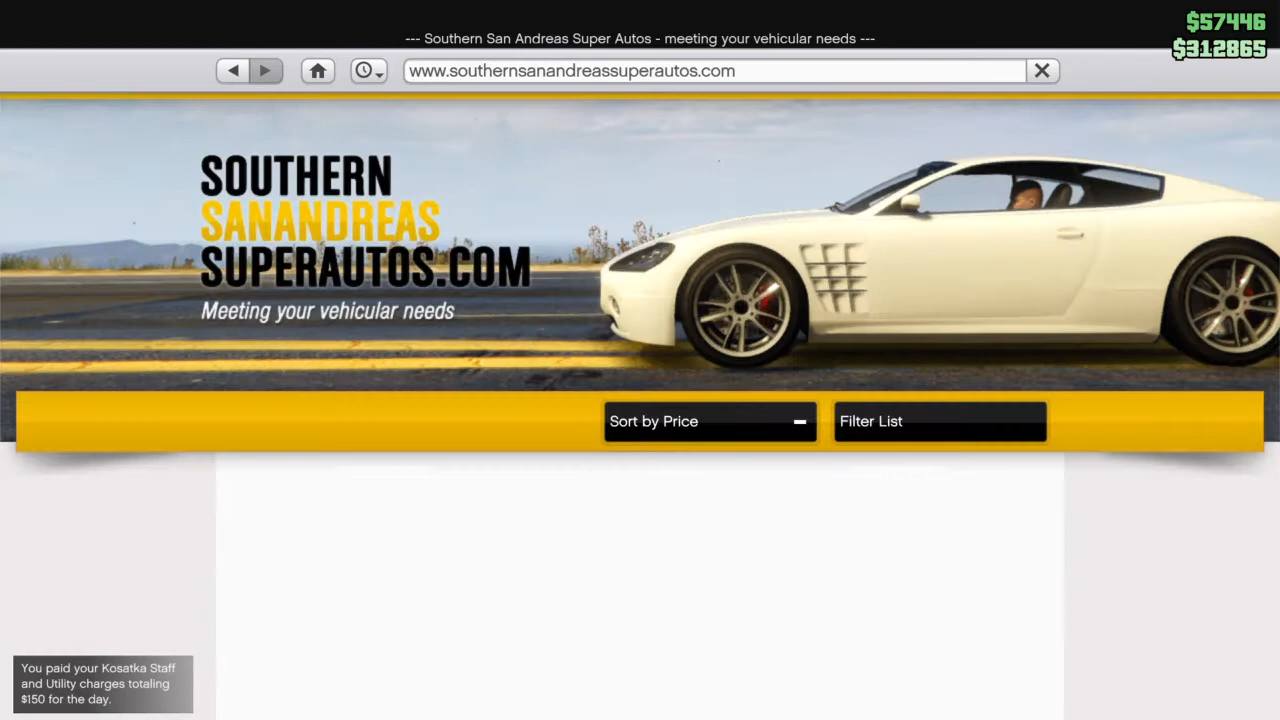 $57446
--- Southern San Andreas Super Autos - meeting your vehicular needs ---
$312865
www.southernsanandreassuperautos.com
SOUTHERN
SANANDREAS
SUPERAUTOS.COM
Meeting your vehicular needs
Sort by Price
Filter List
You paid your Kosatka Staff
and Utility charges totaling
$150 for the day.